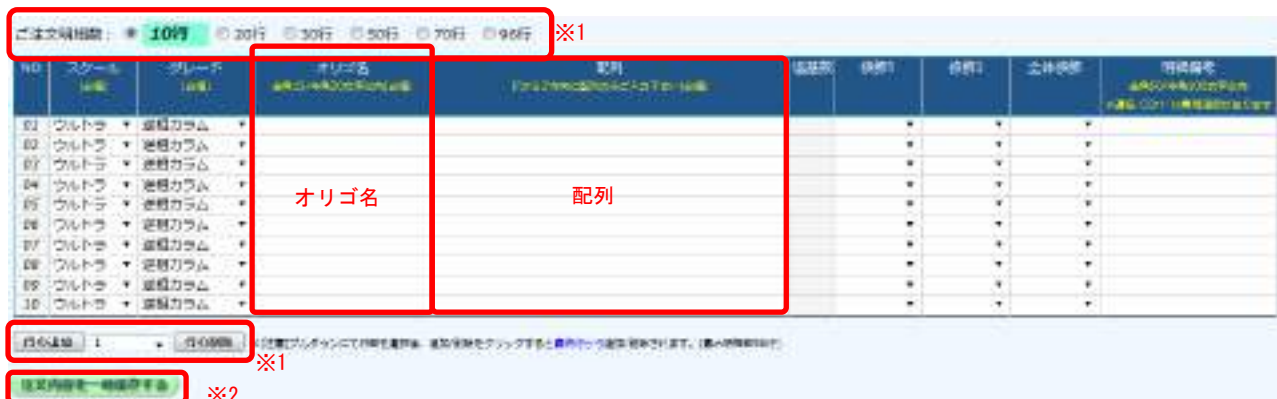 ご注文明細数： 10行 20行 30行 50行 70行 96行 ※1
NO スケール グレード オリゴ名 配列 塩基数 修飾1 修飾2 立体修飾 明細備考
(必須) (必須)
01 ウルトラ 逆相カラム
02 ウルトラ 逆相カラム
03 ウルトラ 逆相カラム
04 ウルトラ 逆相カラム
05 ウルトラ 逆相カラム
06 ウルトラ 逆相カラム
07 ウルトラ 逆相カラム
08 ウルトラ 逆相カラム
09 ウルトラ 逆相カラム
10 ウルトラ 逆相カラム
オリゴ名 配列
行の追加 1 行の削除
※1
注文内容を一時保存する ※2